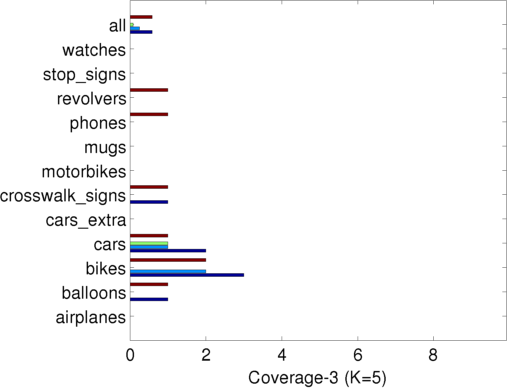 all
watches
stop_signs
revolvers
phones
mugs
motorbikes
crosswalk_signs
cars_extra
cars
bikes
balloons
airplanes
0 2 4 6 8
Coverage-3 (K=5)